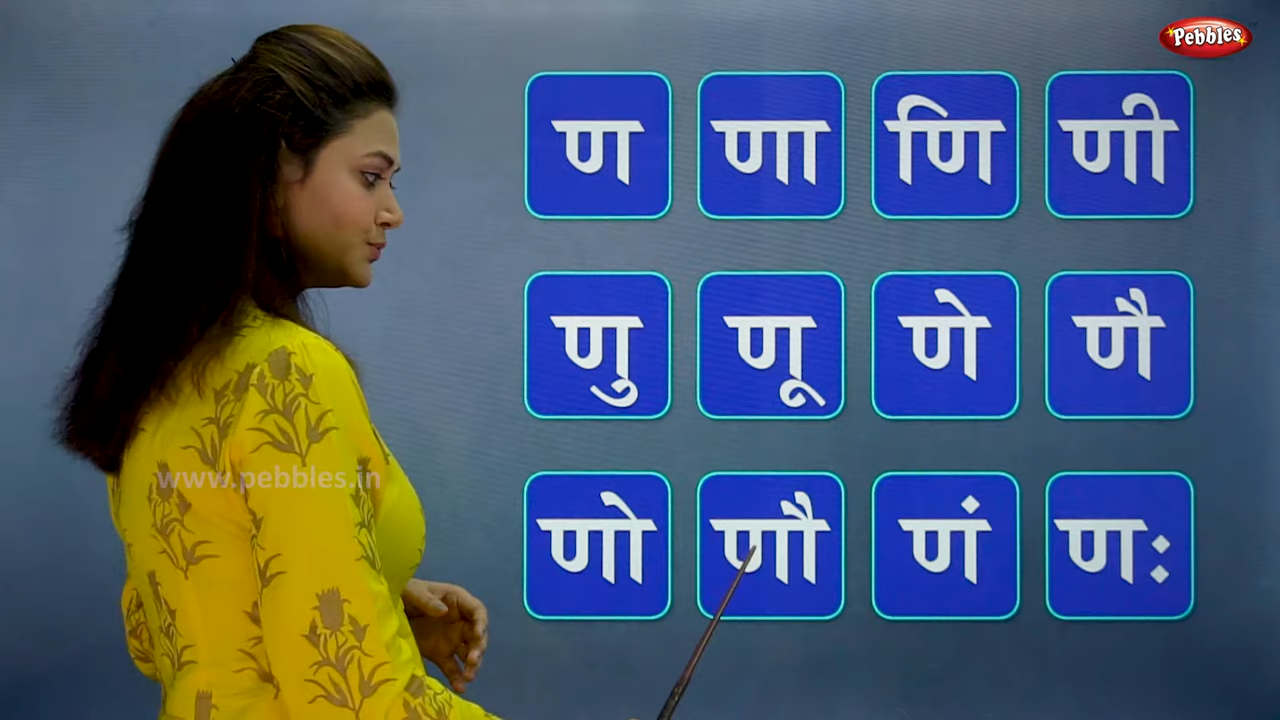 Pebbles
ण णा णि णी
णु णू णे णै
www.pebbles.in
णो णौ णं णः